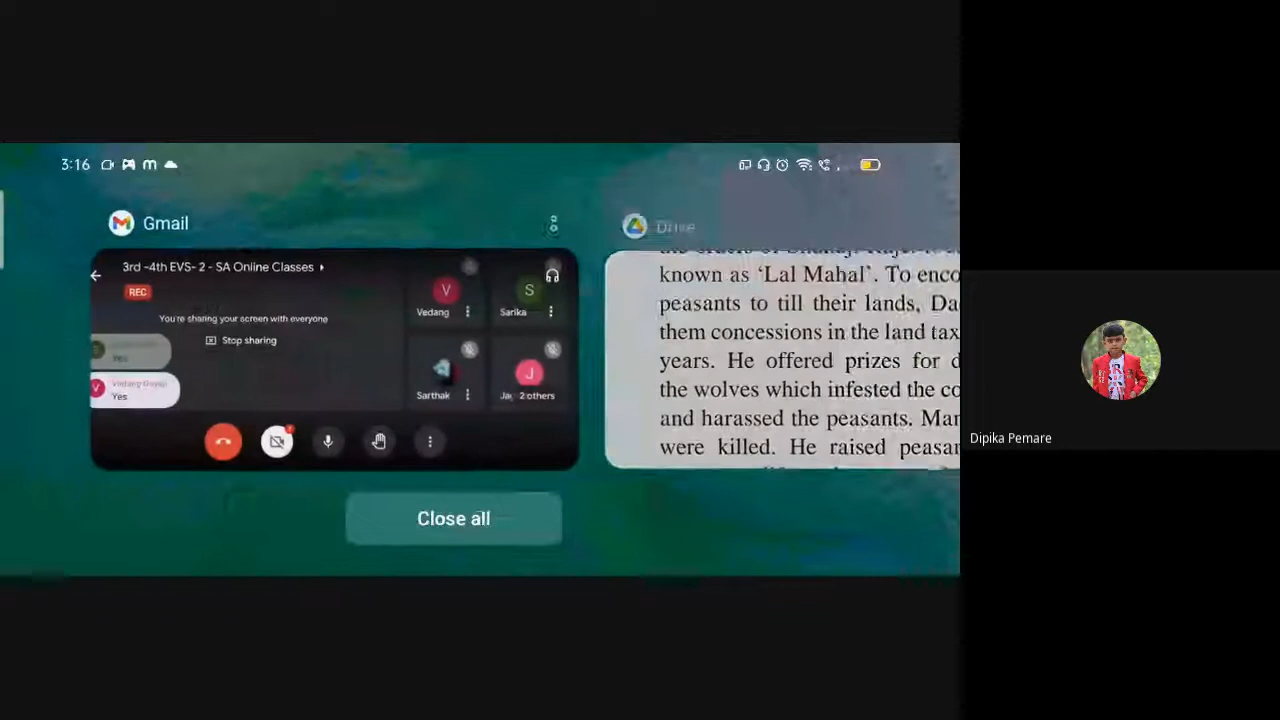 3:16
Gmail
3rd -4th EVS- 2 - SA Online Classes
REC
You're sharing your screen with everyone
Stop sharing
Yes
Vedang
Yes
V
Vedang
S
Sarika
Sarthak
J
2 others
Close all
Drive
known as ‘Lal Mahal’. To enco
peasants to till their lands, Da
them concessions in the land tax
years. He offered prizes for d
the wolves which infested the co
and harassed the peasants. Man
were killed. He raised peasan
Dipika Pemare